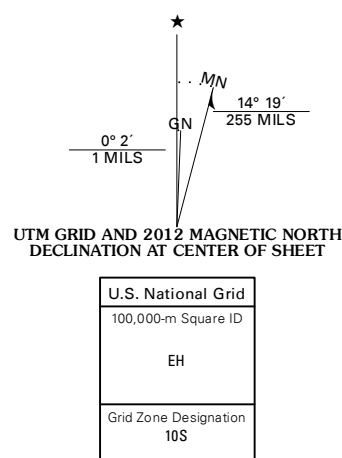 MN
GN
14° 19´
255 MILS
0° 2´
1 MILS
UTM GRID AND 2012 MAGNETIC NORTH
DECLINATION AT CENTER OF SHEET
U.S. National Grid
100,000-m Square ID
EH
Grid Zone Designation
10S